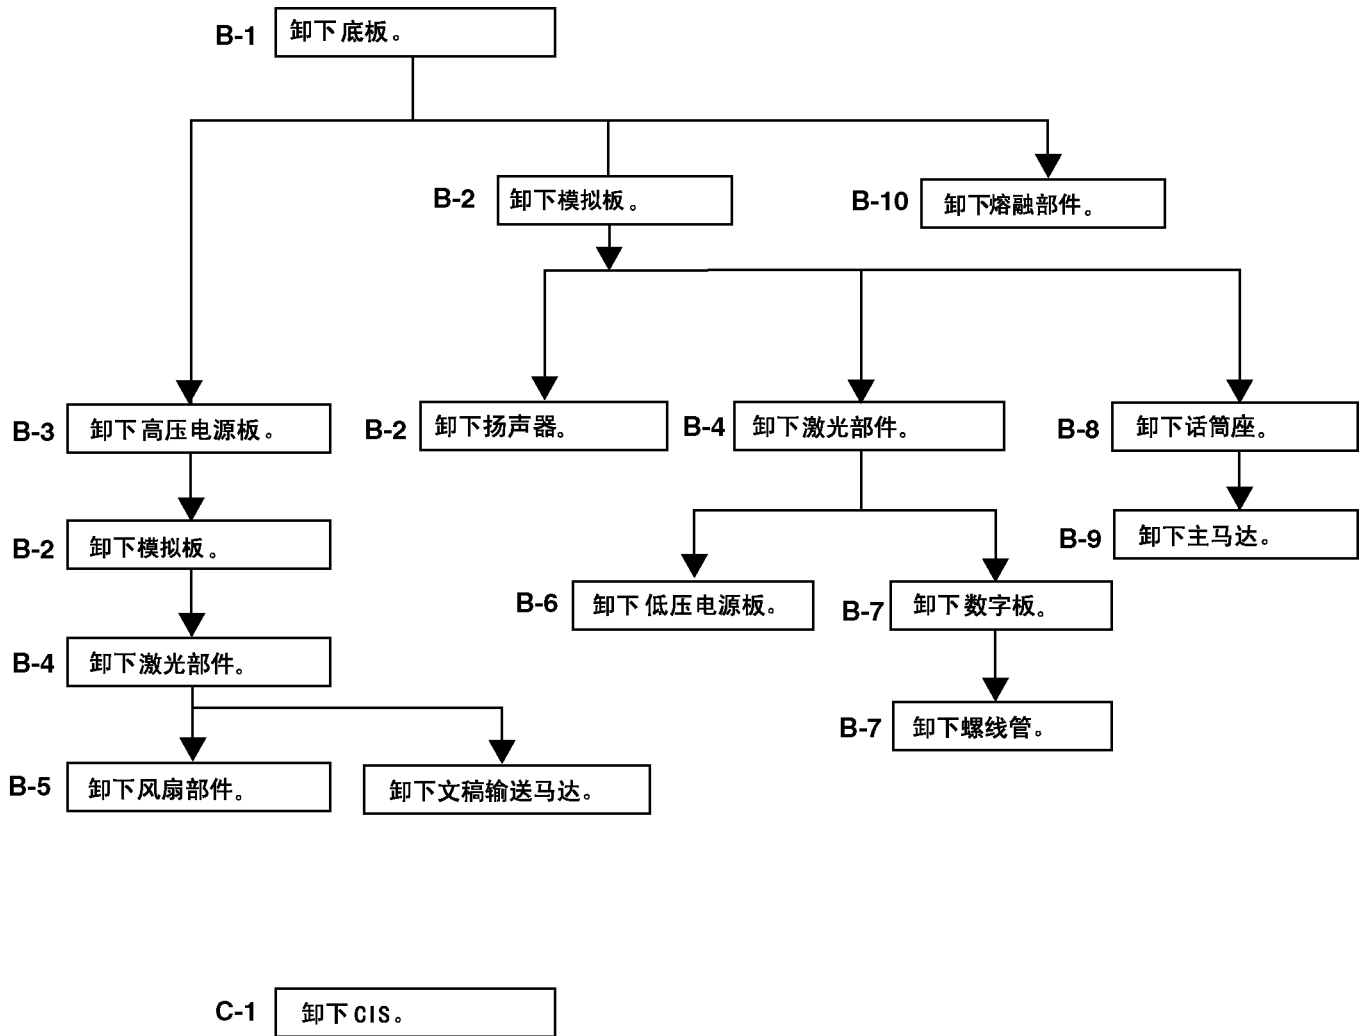 B-1 卸下底板。
B-2 卸下模拟板。
B-10 卸下熔融部件。
B-3 卸下高压电源板。
B-2 卸下扬声器。
B-4 卸下激光部件。
B-8 卸下话筒座。
B-2 卸下模拟板。
B-9 卸下主马达。
B-6 卸下低压电源板。
B-7 卸下数字板。
B-4 卸下激光部件。
B-7 卸下螺线管。
B-5 卸下风扇部件。
卸下文稿输送马达。
C-1 卸下CIS。